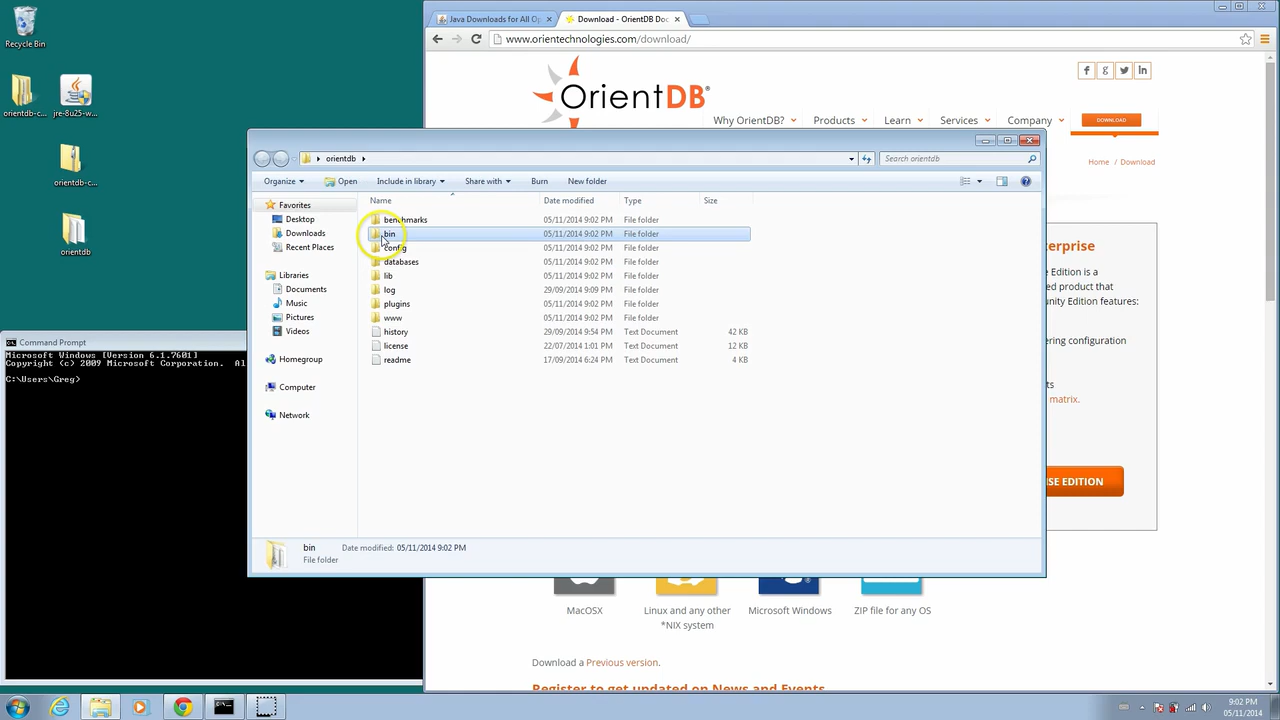 Recycle Bin
orientdb-c...
jre-8u25-w...
orientdb-c...
orientdb
Java Downloads for All Op
Download - OrientDB Doc
www.orientechnologies.com/download/
OrientDB®
Why OrientDB?
Products
Learn
Services
Company
DOWNLOAD
Home / Download
orientdb
Search orientdb
Organize
Open
Include in library
Share with
Burn
New folder
Favorites
Desktop
Downloads
Recent Places
Libraries
Documents
Music
Pictures
Videos
Homegroup
Computer
Network
Name Date modified Type Size
benchmarks 05/11/2014 9:02 PM File folder
bin 05/11/2014 9:02 PM File folder
config 05/11/2014 9:02 PM File folder
databases 05/11/2014 9:02 PM File folder
lib 05/11/2014 9:02 PM File folder
log 29/09/2014 9:09 PM File folder
plugins 05/11/2014 9:02 PM File folder
www 05/11/2014 9:02 PM File folder
history 29/09/2014 9:54 PM Text Document 42 KB
license 22/07/2014 1:01 PM Text Document 12 KB
readme 17/09/2014 6:24 PM Text Document 4 KB
bin Date modified: 05/11/2014 9:02 PM
File folder
Command Prompt
Microsoft Windows [Version 6.1.7601]
Copyright (c) 2009 Microsoft Corporation. Al
C:\Users\Greg>
erprise
e Edition is a
ed product that
unity Edition features:
ering configuration
ts
matrix.
SE EDITION
MacOSX
Linux and any other
*NIX system
Microsoft Windows
ZIP file for any OS
Download a Previous version.
Register to get updated on News and Events
9:02 PM
05/11/2014